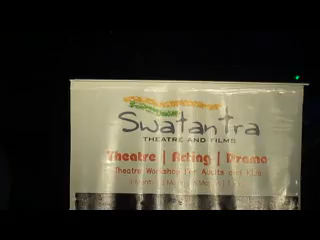 Swatantra
THEATRE AND FILMS
Theatre | Acting | Drama
Theatre Workshop for Adults and Kids